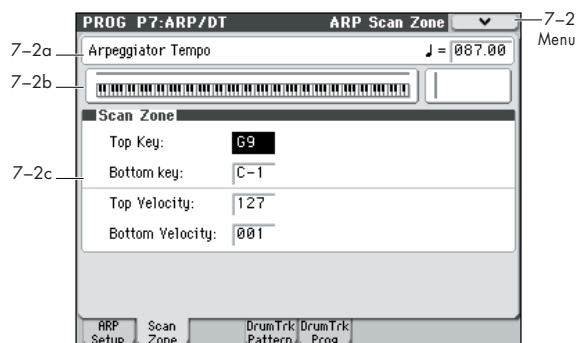 PROG P7:ARP/DT ARP Scan Zone 7–2
Menu
7–2a Arpeggiator Tempo ♩ = 087.00
7–2b
Scan Zone
Top Key: G9
7–2c Bottom key: C-1
Top Velocity: 127
Bottom Velocity: 001
ARP Setup Scan Zone DrumTrk Pattern DrumTrk Prog